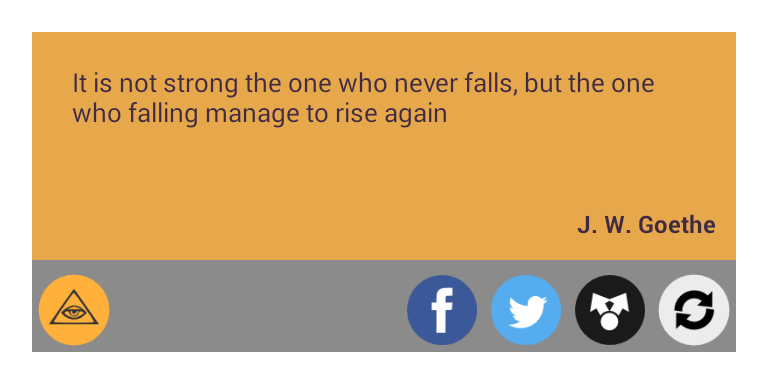 It is not strong the one who never falls, but the one
who falling manage to rise again
J. W. Goethe